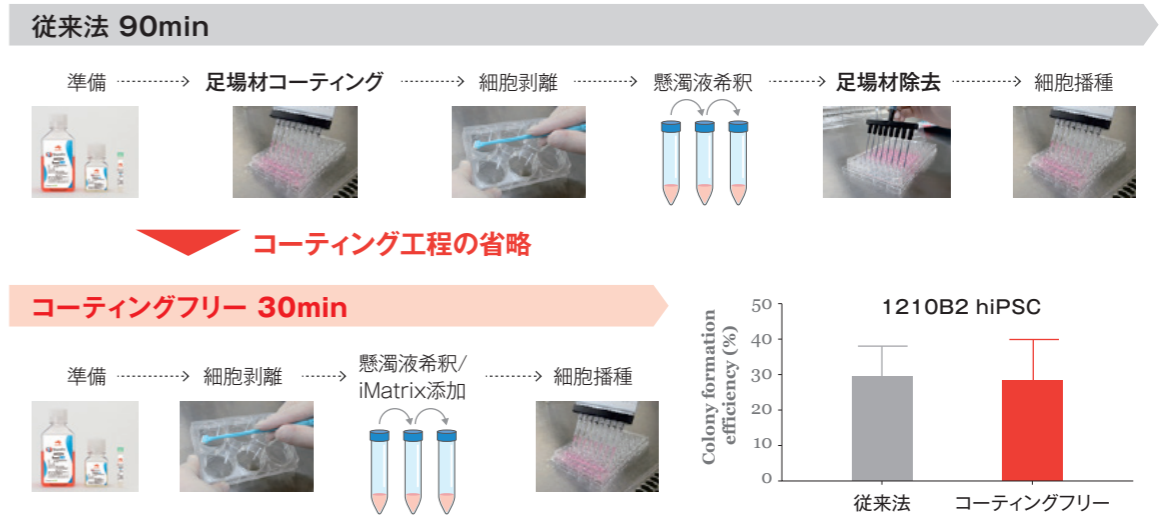 従来法 90min
準備
足場材コーティング
細胞剥離
懸濁液希釈
足場材除去
細胞播種
コーティング工程の省略
コーティングフリー 30min
準備
細胞剥離
懸濁液希釈/
iMatrix添加
細胞播種
1210B2 hiPSC
Colony formation
efficiency (%)
50
40
30
20
10
0
従来法
コーティングフリー